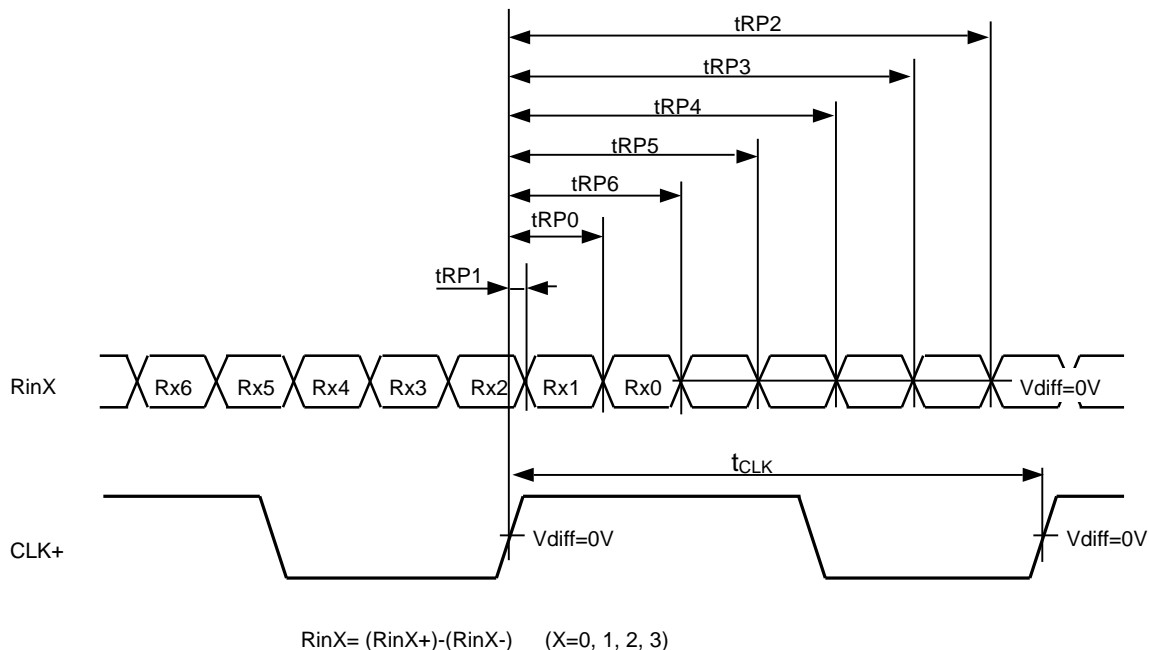 tRP2
tRP3
tRP4
tRP5
tRP6
tRP0
tRP1
RinX Rx6 Rx5 Rx4 Rx3 Rx2 Rx1 Rx0 Vdiff=0V
tCLK
CLK+ Vdiff=0V Vdiff=0V
RinX= (RinX+)-(RinX-) (X=0, 1, 2, 3)